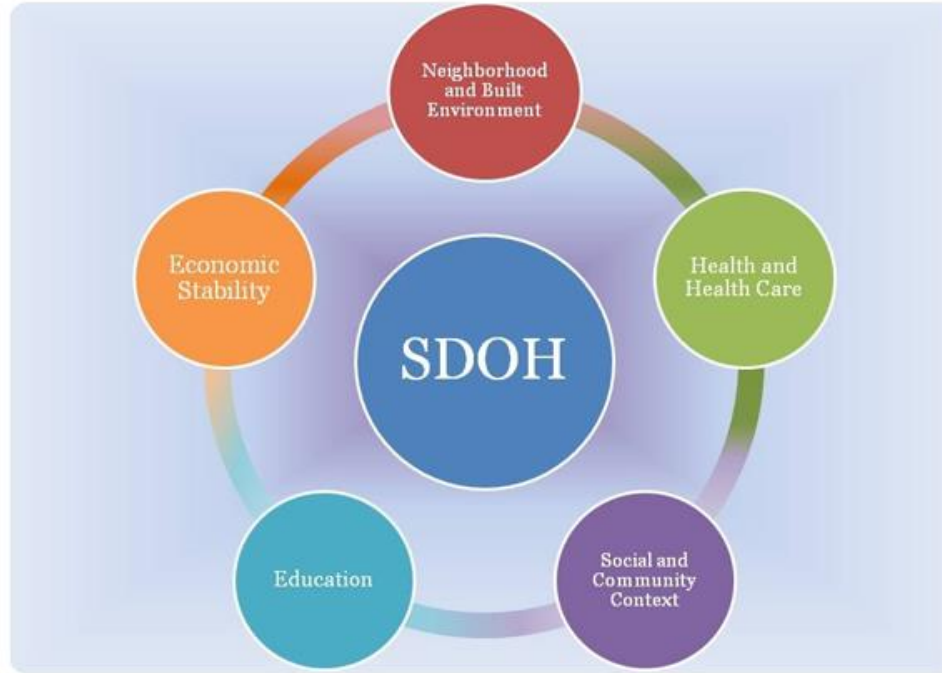 Neighborhood
and Built
Environment
Economic
Stability
Health and
Health Care
SDOH
Education
Social and
Community
Context